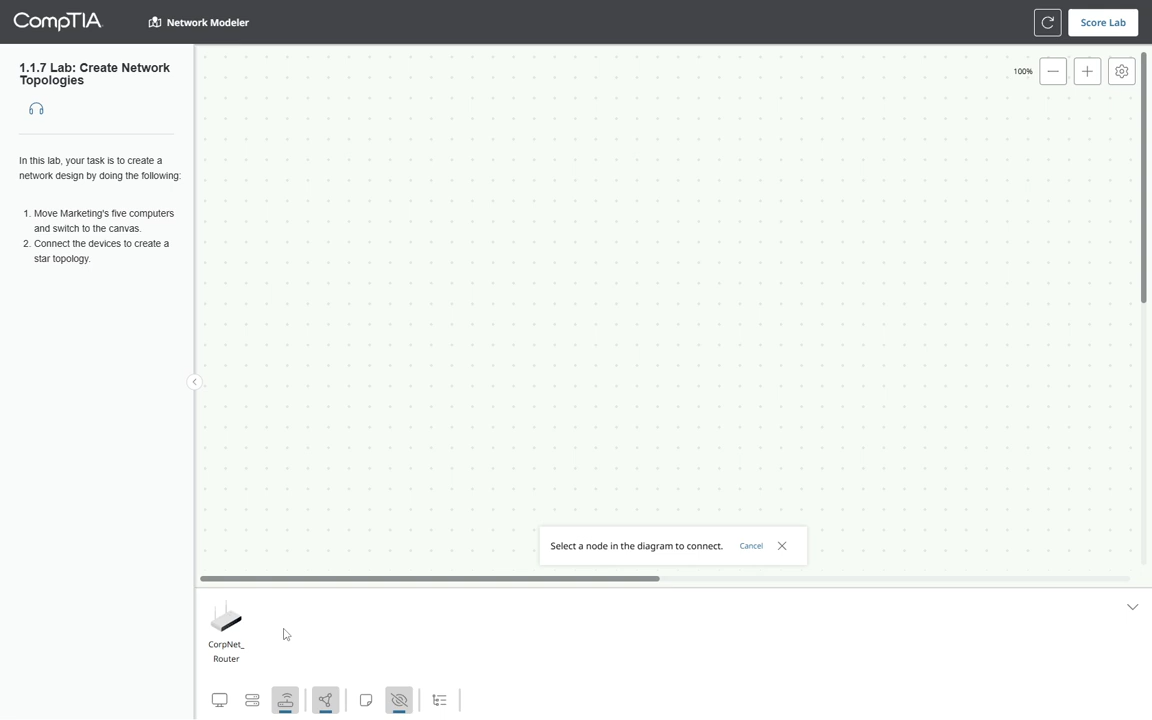 CompTIA.
Network Modeler
Score Lab
1.1.7 Lab: Create Network
Topologies
In this lab, your task is to create a
network design by doing the following:
1. Move Marketing's five computers
and switch to the canvas.
2. Connect the devices to create a
star topology.
100%
Select a node in the diagram to connect.
Cancel
CorpNet_
Router